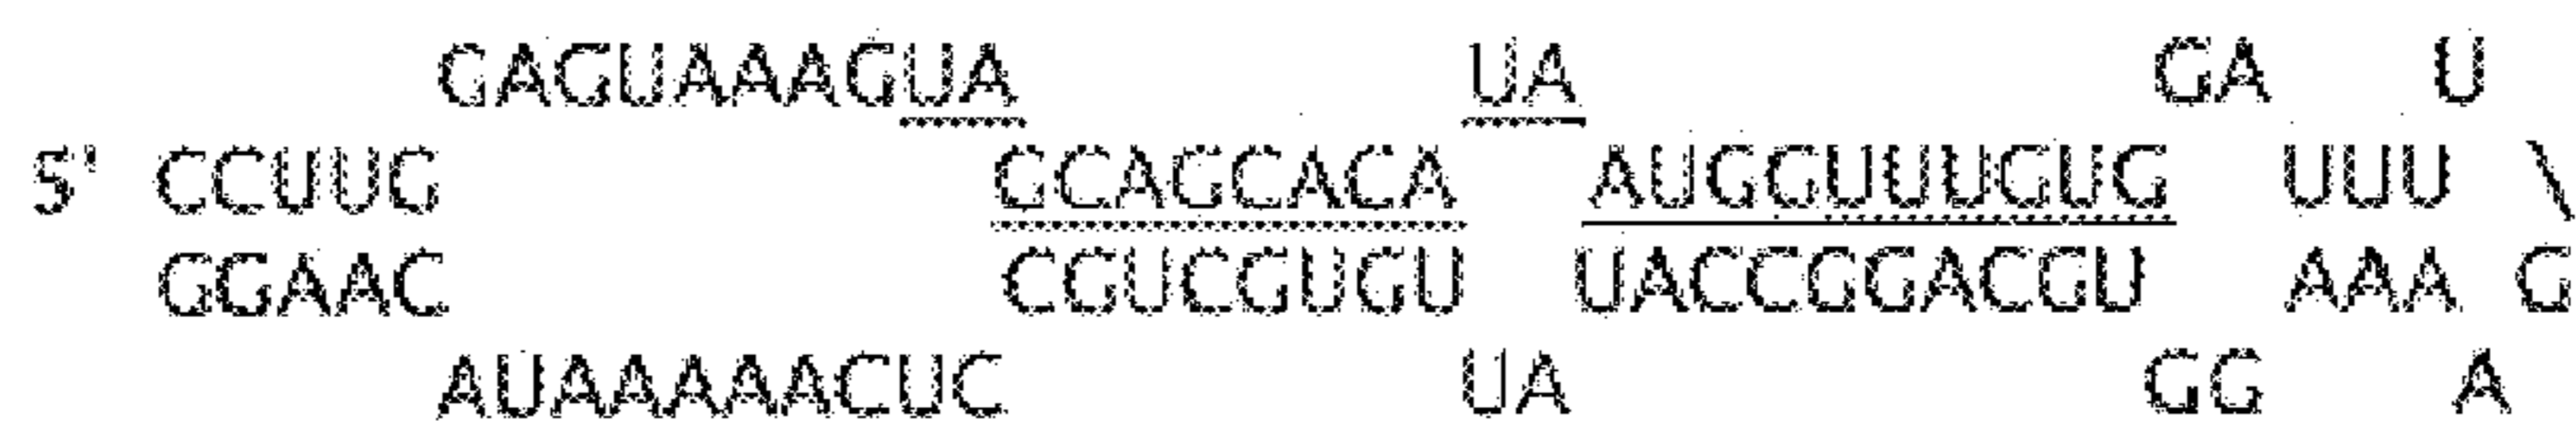 GAGUAAAGUA UA GA U
5' CCUUG GCAGCACA AUGGUUUGUG UUU \
GGAAC CGUCGUGU UACCGGACGU AAA G
AUAAAAACUC UA GG A